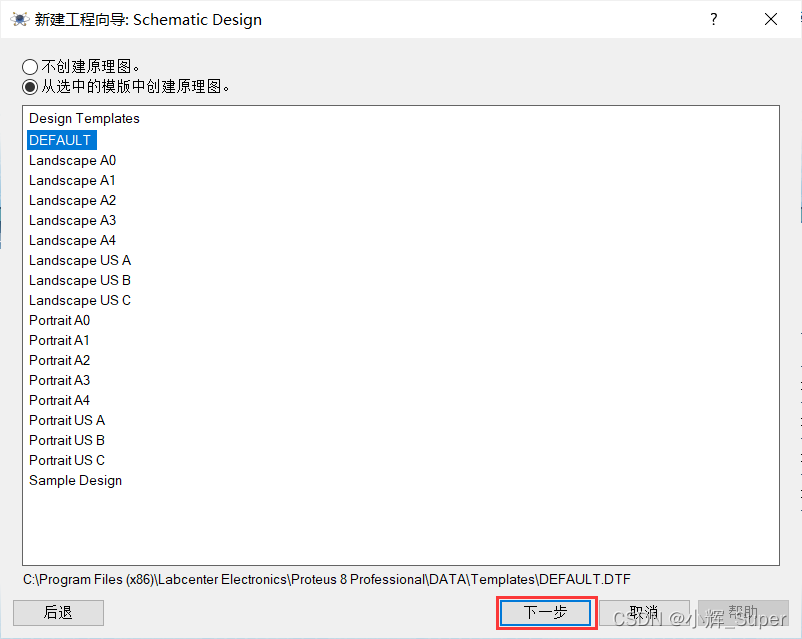 新建工程向导: Schematic Design ?
不创建原理图。
从选中的模版中创建原理图。
Design Templates
DEFAULT
Landscape A0
Landscape A1
Landscape A2
Landscape A3
Landscape A4
Landscape US A
Landscape US B
Landscape US C
Portrait A0
Portrait A1
Portrait A2
Portrait A3
Portrait A4
Portrait US A
Portrait US B
Portrait US C
Sample Design
C:\Program Files (x86)\Labcenter Electronics\Proteus 8 Professional\DATA\Templates\DEFAULT.DTF
后退 下一步 取消 帮助
CSDN @小辉_Super